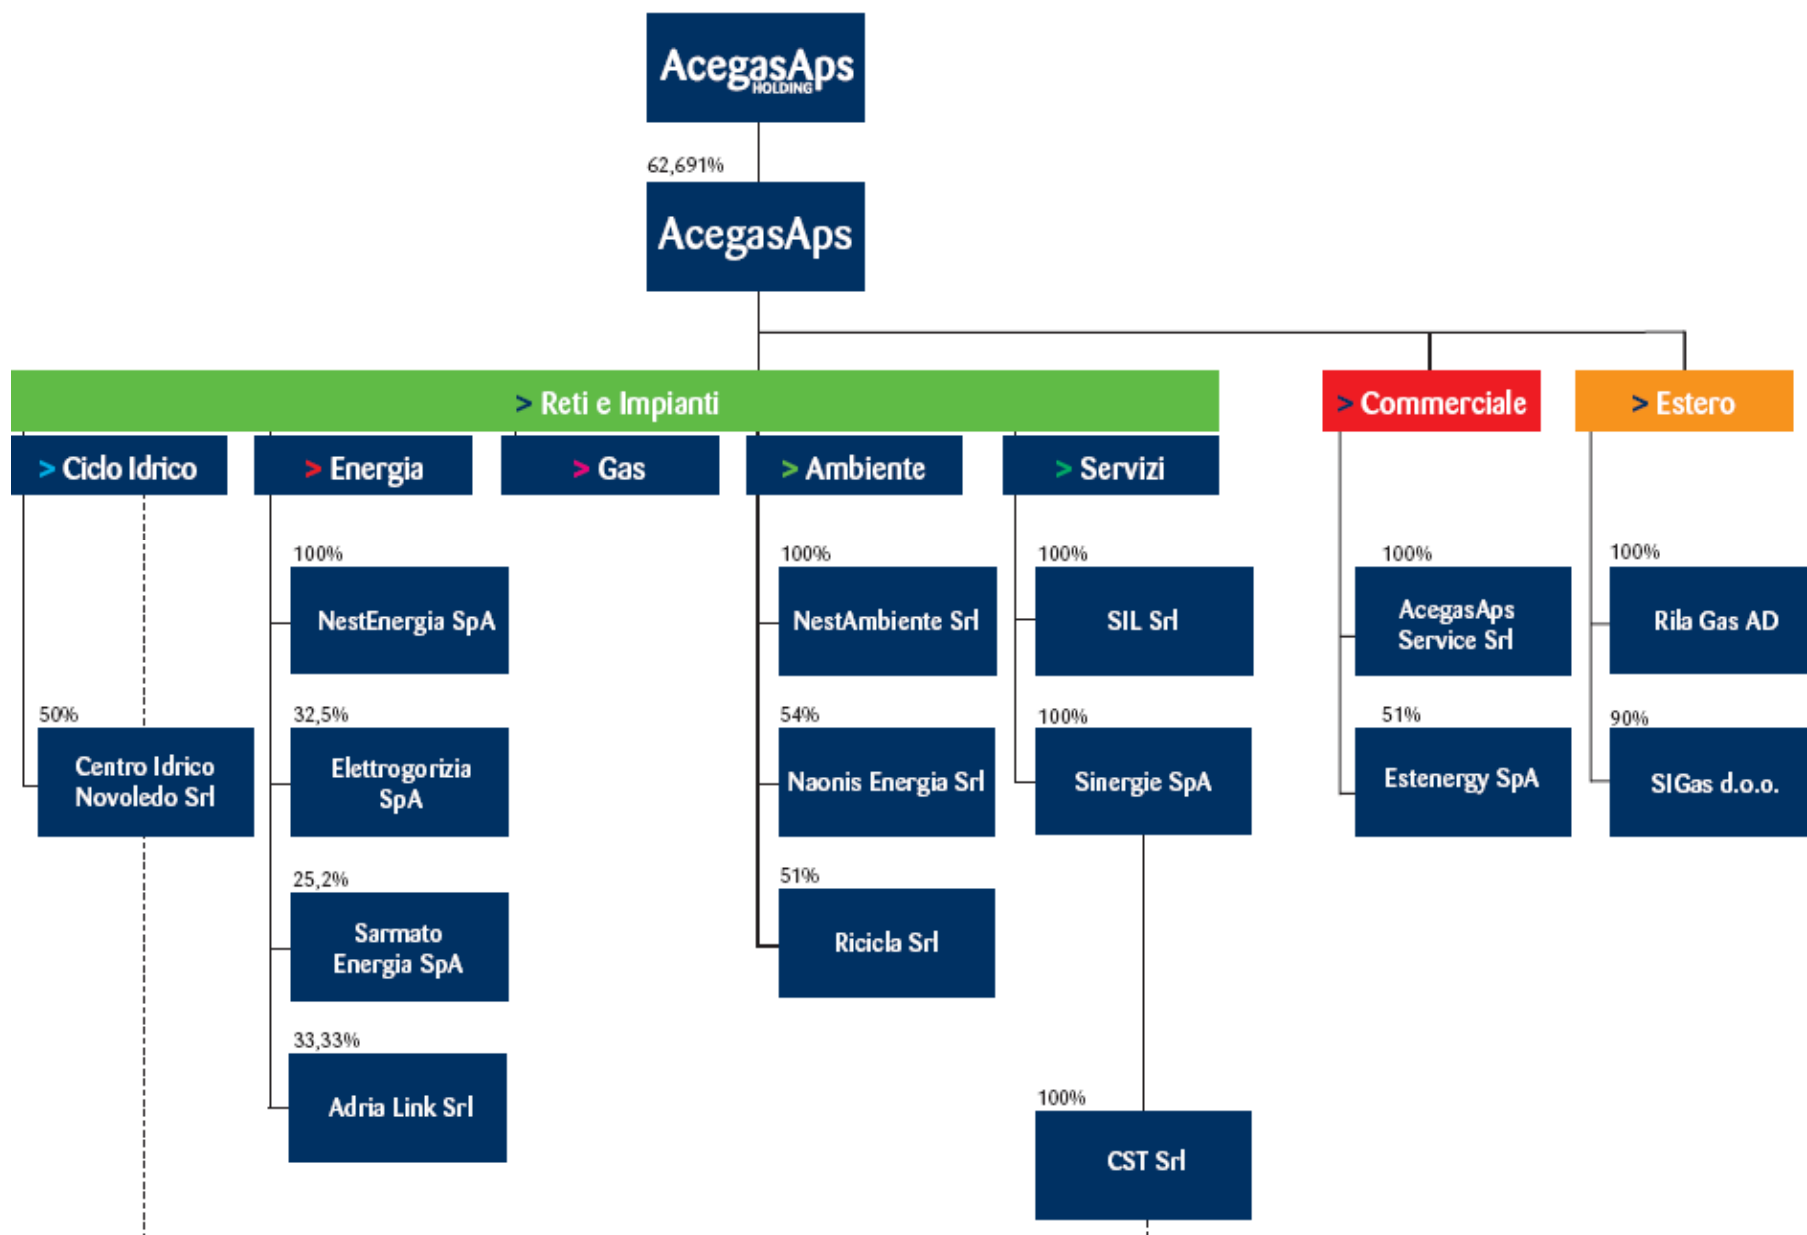 AcegasAps
HOLDING
62,691%
AcegasAps
> Reti e Impianti
> Commerciale
> Estero
> Ciclo Idrico
> Energia
> Gas
> Ambiente
> Servizi
50%
Centro Idrico
Novoledo Srl
100%
NestEnergia SpA
32,5%
Elettrogorizia
SpA
25,2%
Sarmato
Energia SpA
33,33%
Adria Link Srl
100%
NestAmbiente Srl
54%
Naonis Energia Srl
51%
Ricicla Srl
100%
SIL Srl
100%
Sinergie SpA
100%
CST Srl
100%
AcegasAps
Service Srl
51%
Estenergy SpA
100%
Rila Gas AD
90%
SIGas d.o.o.